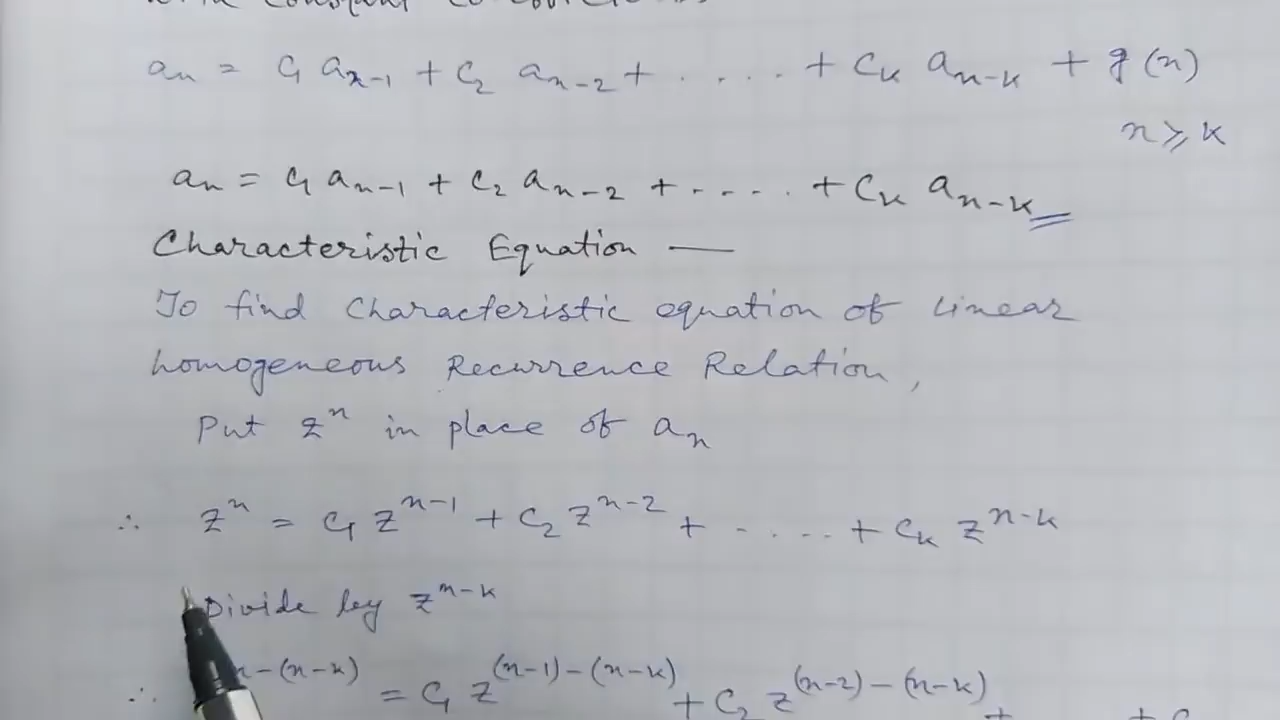 with constant
aₙ = c₁ aₙ₋₁ + c₂ aₙ₋₂ + . . . . . + cₖ aₙ₋ₖ + f(n)
n ⩾ k
aₙ = c₁ aₙ₋₁ + c₂ aₙ₋₂ + ..... + cₖ aₙ₋ₖ
Characteristic Equation —
To find characteristic equation of Linear
homogeneous Recurrence Relation,
Put zⁿ in place of aₙ
∴ zⁿ = c₁ zⁿ⁻¹ + c₂ zⁿ⁻² + ..... + cₖ zⁿ⁻ᵏ
Divide by zⁿ⁻ᵏ
∴ n-(n-k) = c₁ z^(n-1)-(n-k) + c₂ z^(n-2)-(n-k) +